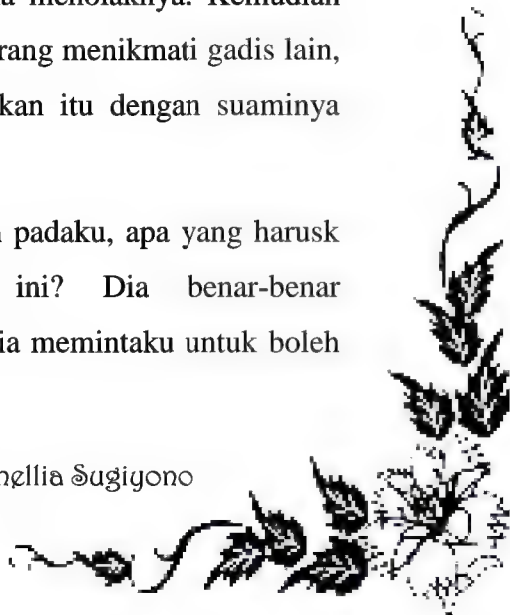 menolaknya. Kemudian
rang menikmati gadis lain,
kan itu dengan suaminya
padaku, apa yang harusk
ini? Dia benar-benar
ia memintaku untuk boleh
nellia Sugiyono